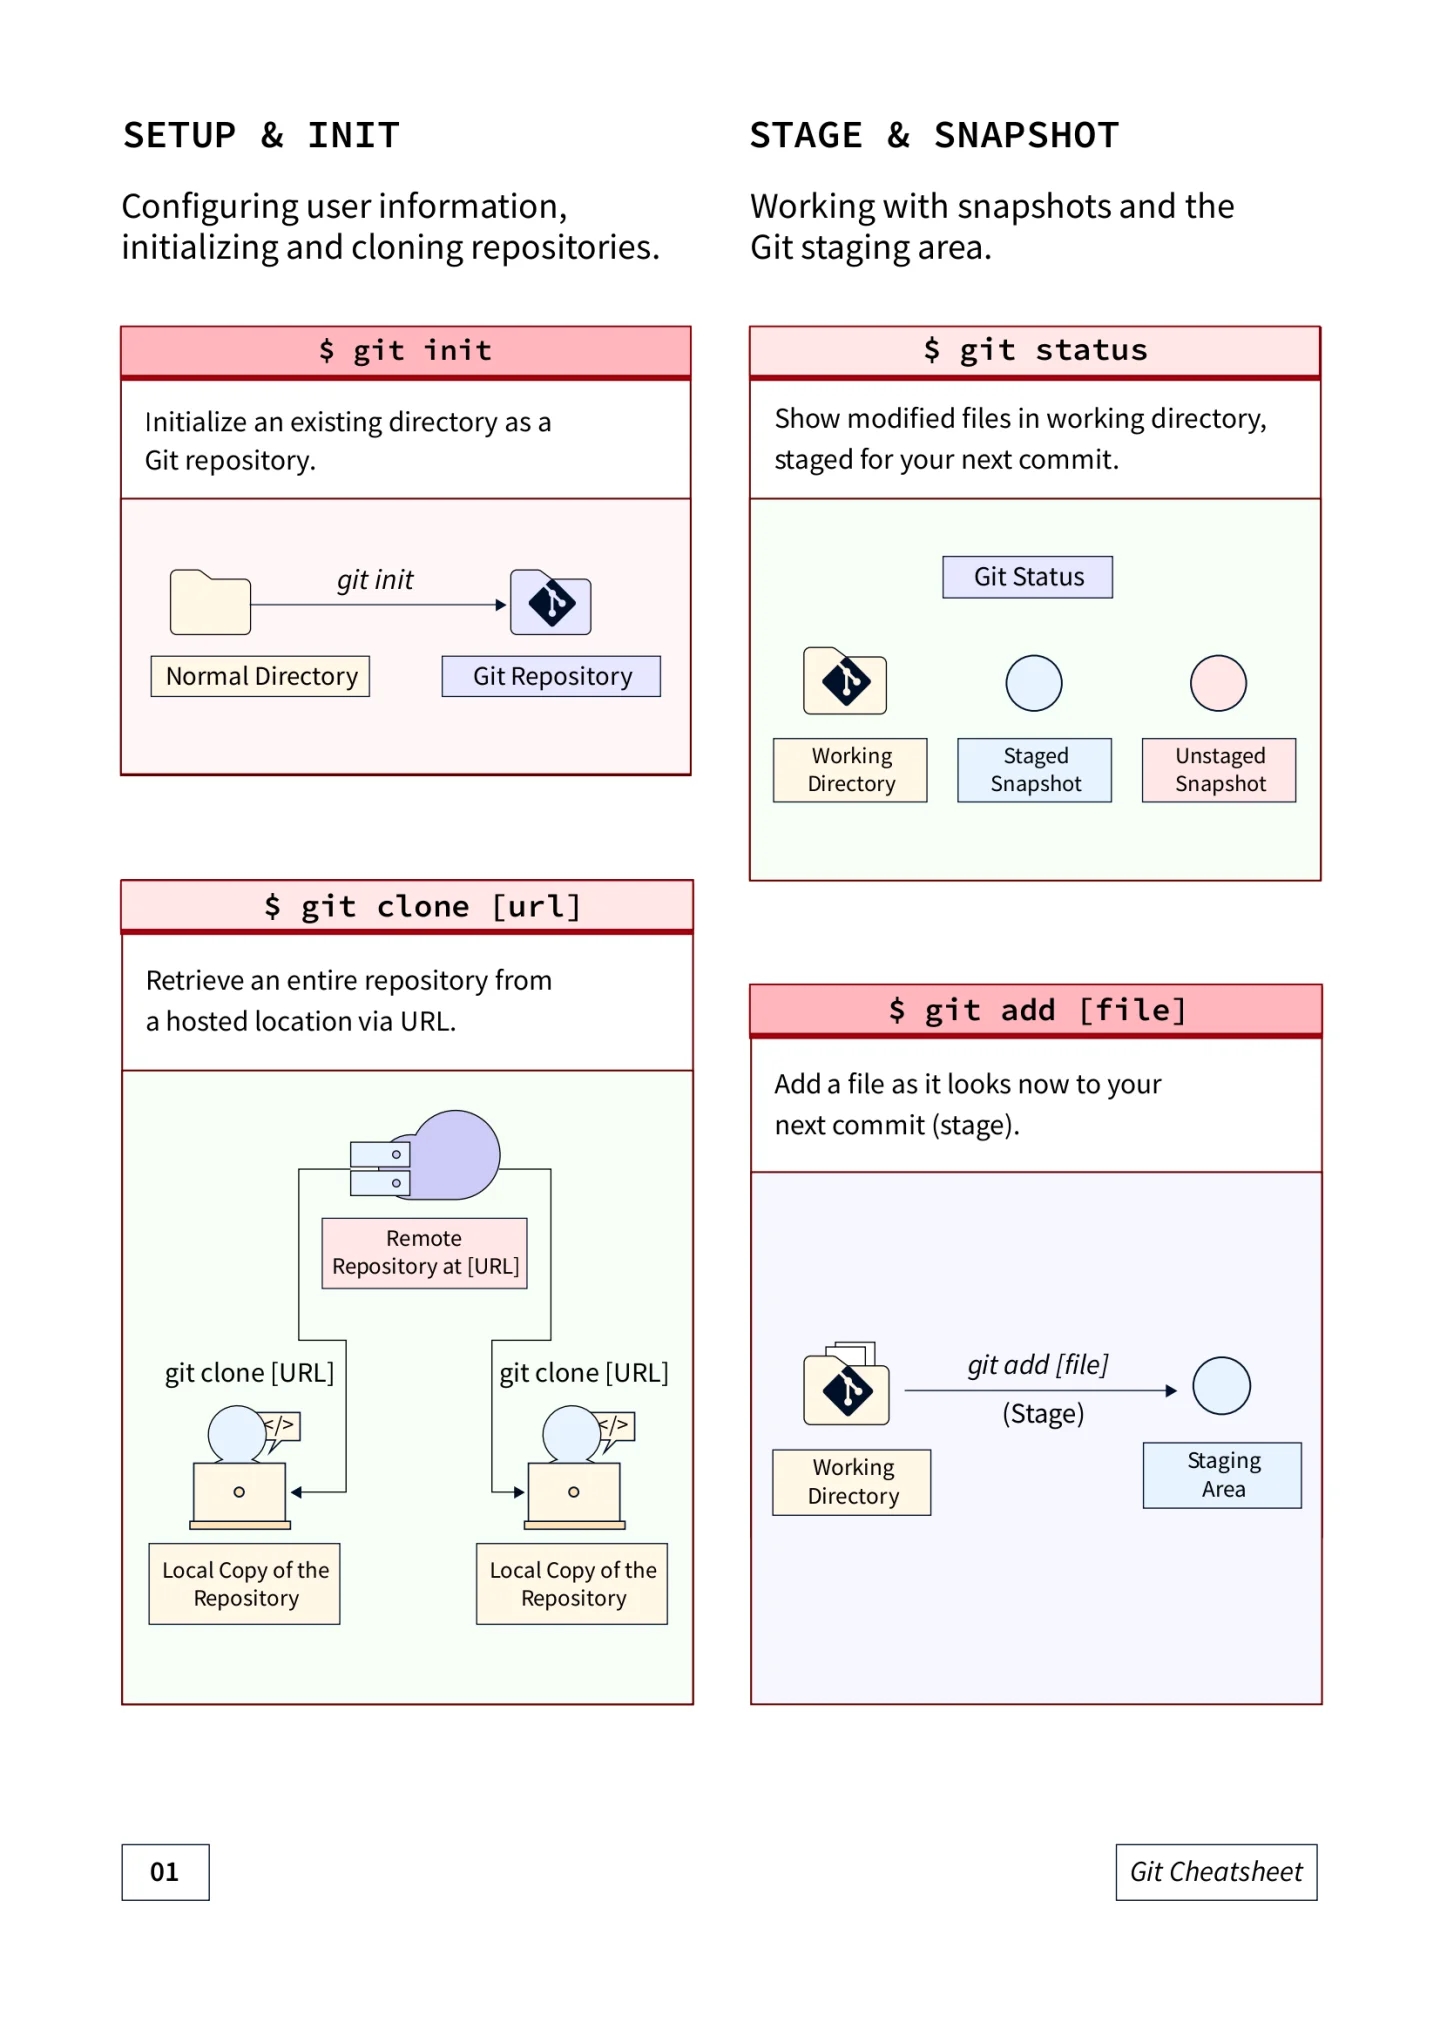 SETUP & INIT
Configuring user information,
initializing and cloning repositories.
$ git init
Initialize an existing directory as a
Git repository.
git init
Normal Directory
Git Repository
$ git clone [url]
Retrieve an entire repository from
a hosted location via URL.
Remote
Repository at [URL]
git clone [URL]
git clone [URL]
</>
</>
Local Copy of the
Repository
Local Copy of the
Repository
STAGE & SNAPSHOT
Working with snapshots and the
Git staging area.
$ git status
Show modified files in working directory,
staged for your next commit.
Git Status
Working
Directory
Staged
Snapshot
Unstaged
Snapshot
$ git add [file]
Add a file as it looks now to your
next commit (stage).
git add [file]
(Stage)
Working
Directory
Staging
Area
01
Git Cheatsheet